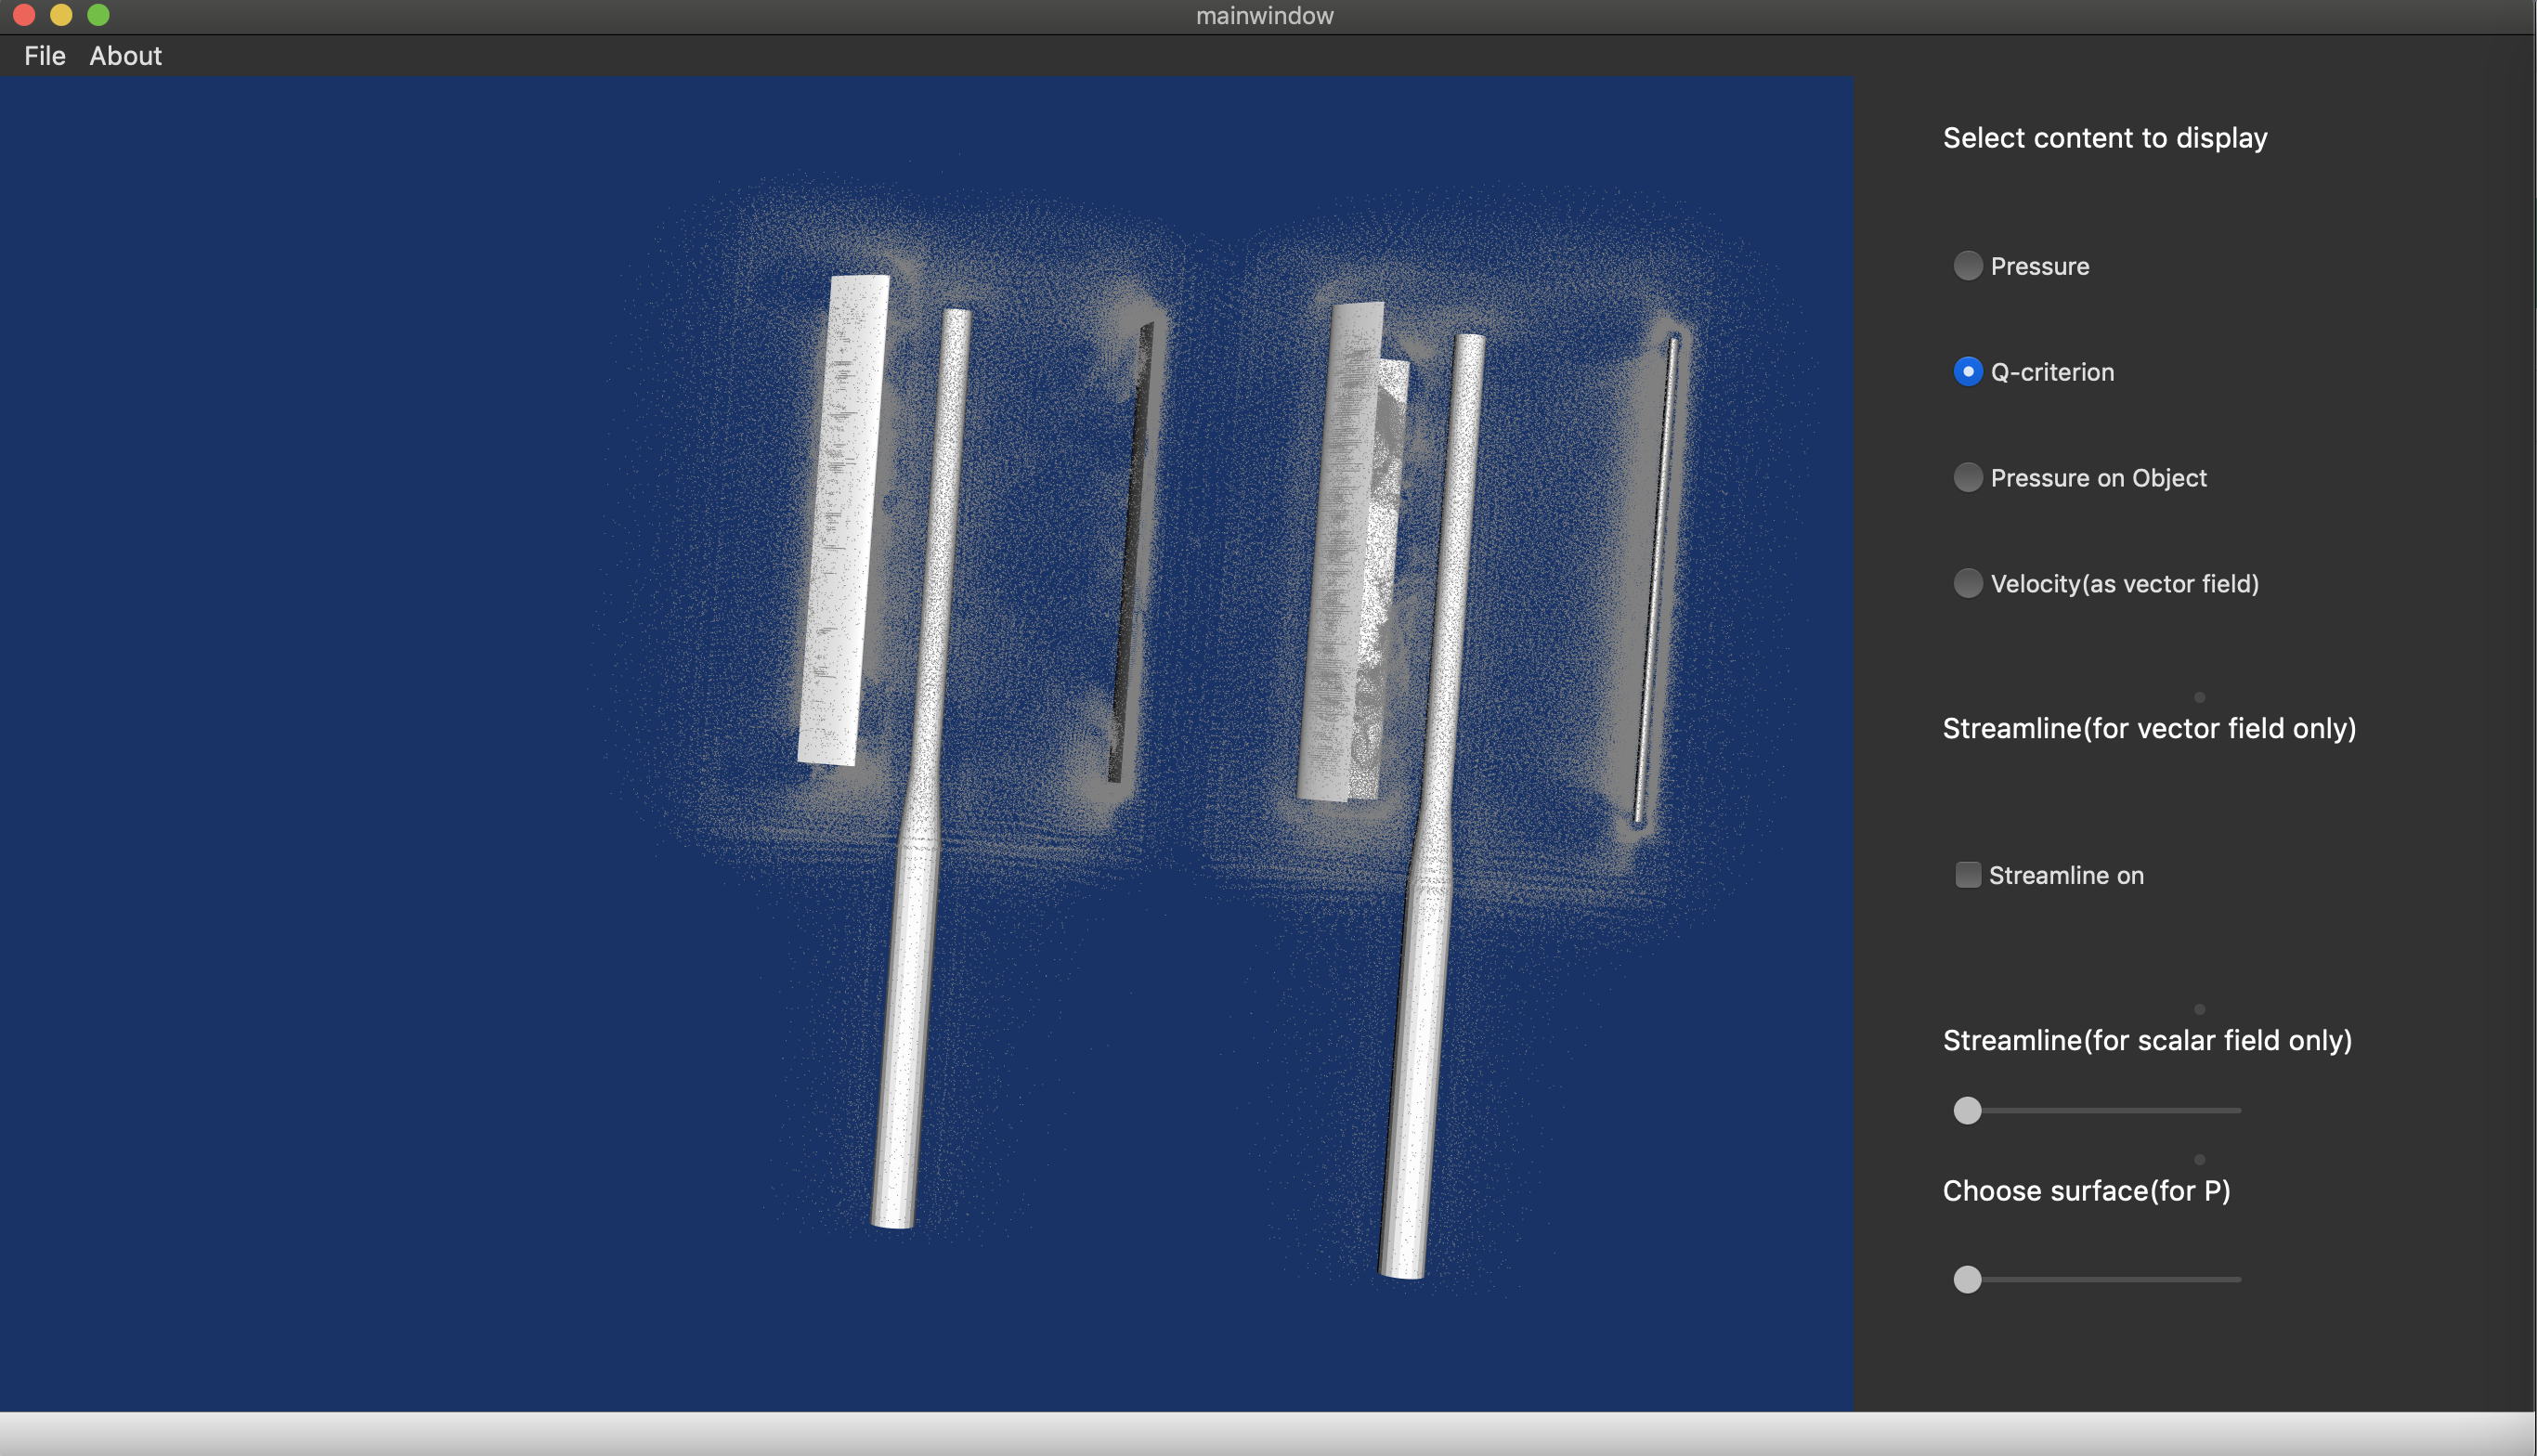 mainwindow
File About
Select content to display
Pressure
Q-criterion
Pressure on Object
Velocity(as vector field)
Streamline(for vector field only)
Streamline on
Streamline(for scalar field only)
Choose surface(for P)